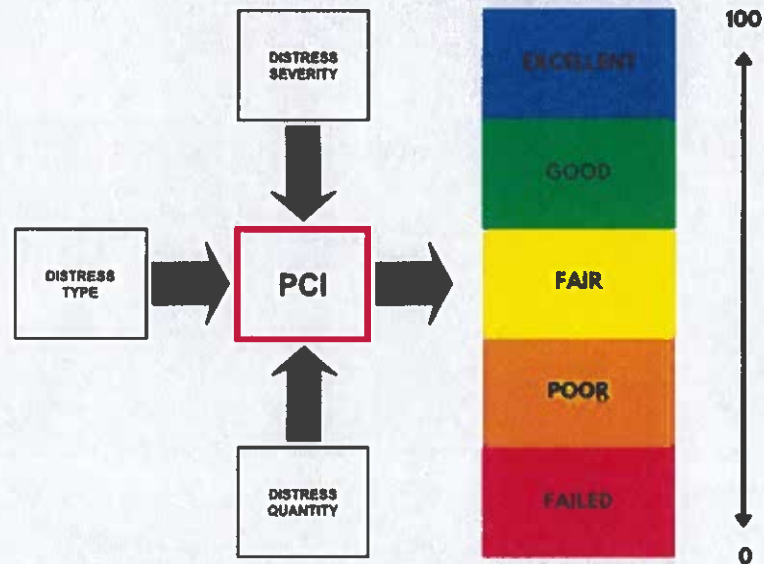 DISTRESS
SEVERITY
EXCELLENT
100
GOOD
DISTRESS
TYPE
PCI
FAIR
POOR
DISTRESS
QUANTITY
FAILED
0